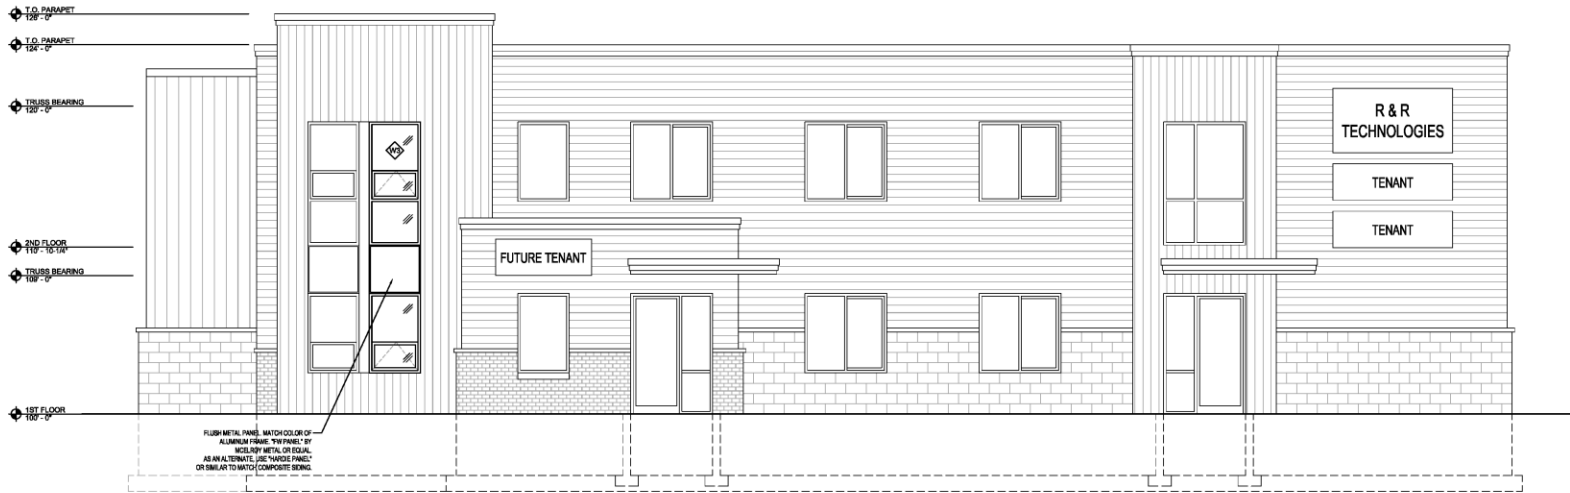 T.O. PARAPET
126' - 0"
T.O. PARAPET
124' - 0"
TRUSS BEARING
120' - 0"
2ND FLOOR
110' - 10-1/4"
TRUSS BEARING
109' - 0"
1ST FLOOR
100' - 0"
W3
FUTURE TENANT
R & R
TECHNOLOGIES
TENANT
TENANT
FLUSH METAL PANEL. MATCH COLOR OF
ALUMINUM FRAME. "FW PANEL" BY
MCELROY METAL OR EQUAL.
AS AN ALTERNATE, USE "HARDIE PANEL"
OR SIMILAR TO MATCH COMPOSITE SIDING.